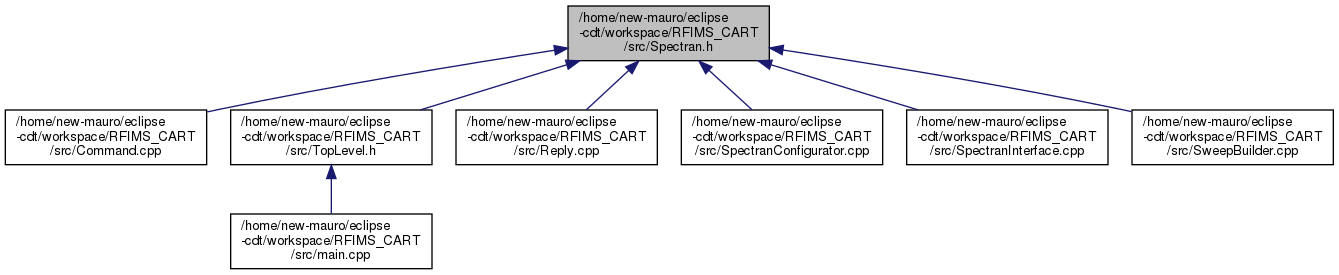 /home/new-mauro/eclipse
-cdt/workspace/RFIMS_CART
/src/Spectran.h
/home/new-mauro/eclipse
-cdt/workspace/RFIMS_CART
/src/Command.cpp
/home/new-mauro/eclipse
-cdt/workspace/RFIMS_CART
/src/TopLevel.h
/home/new-mauro/eclipse
-cdt/workspace/RFIMS_CART
/src/Reply.cpp
/home/new-mauro/eclipse
-cdt/workspace/RFIMS_CART
/src/SpectranConfigurator.cpp
/home/new-mauro/eclipse
-cdt/workspace/RFIMS_CART
/src/SpectranInterface.cpp
/home/new-mauro/eclipse
-cdt/workspace/RFIMS_CART
/src/SweepBuilder.cpp
/home/new-mauro/eclipse
-cdt/workspace/RFIMS_CART
/src/main.cpp